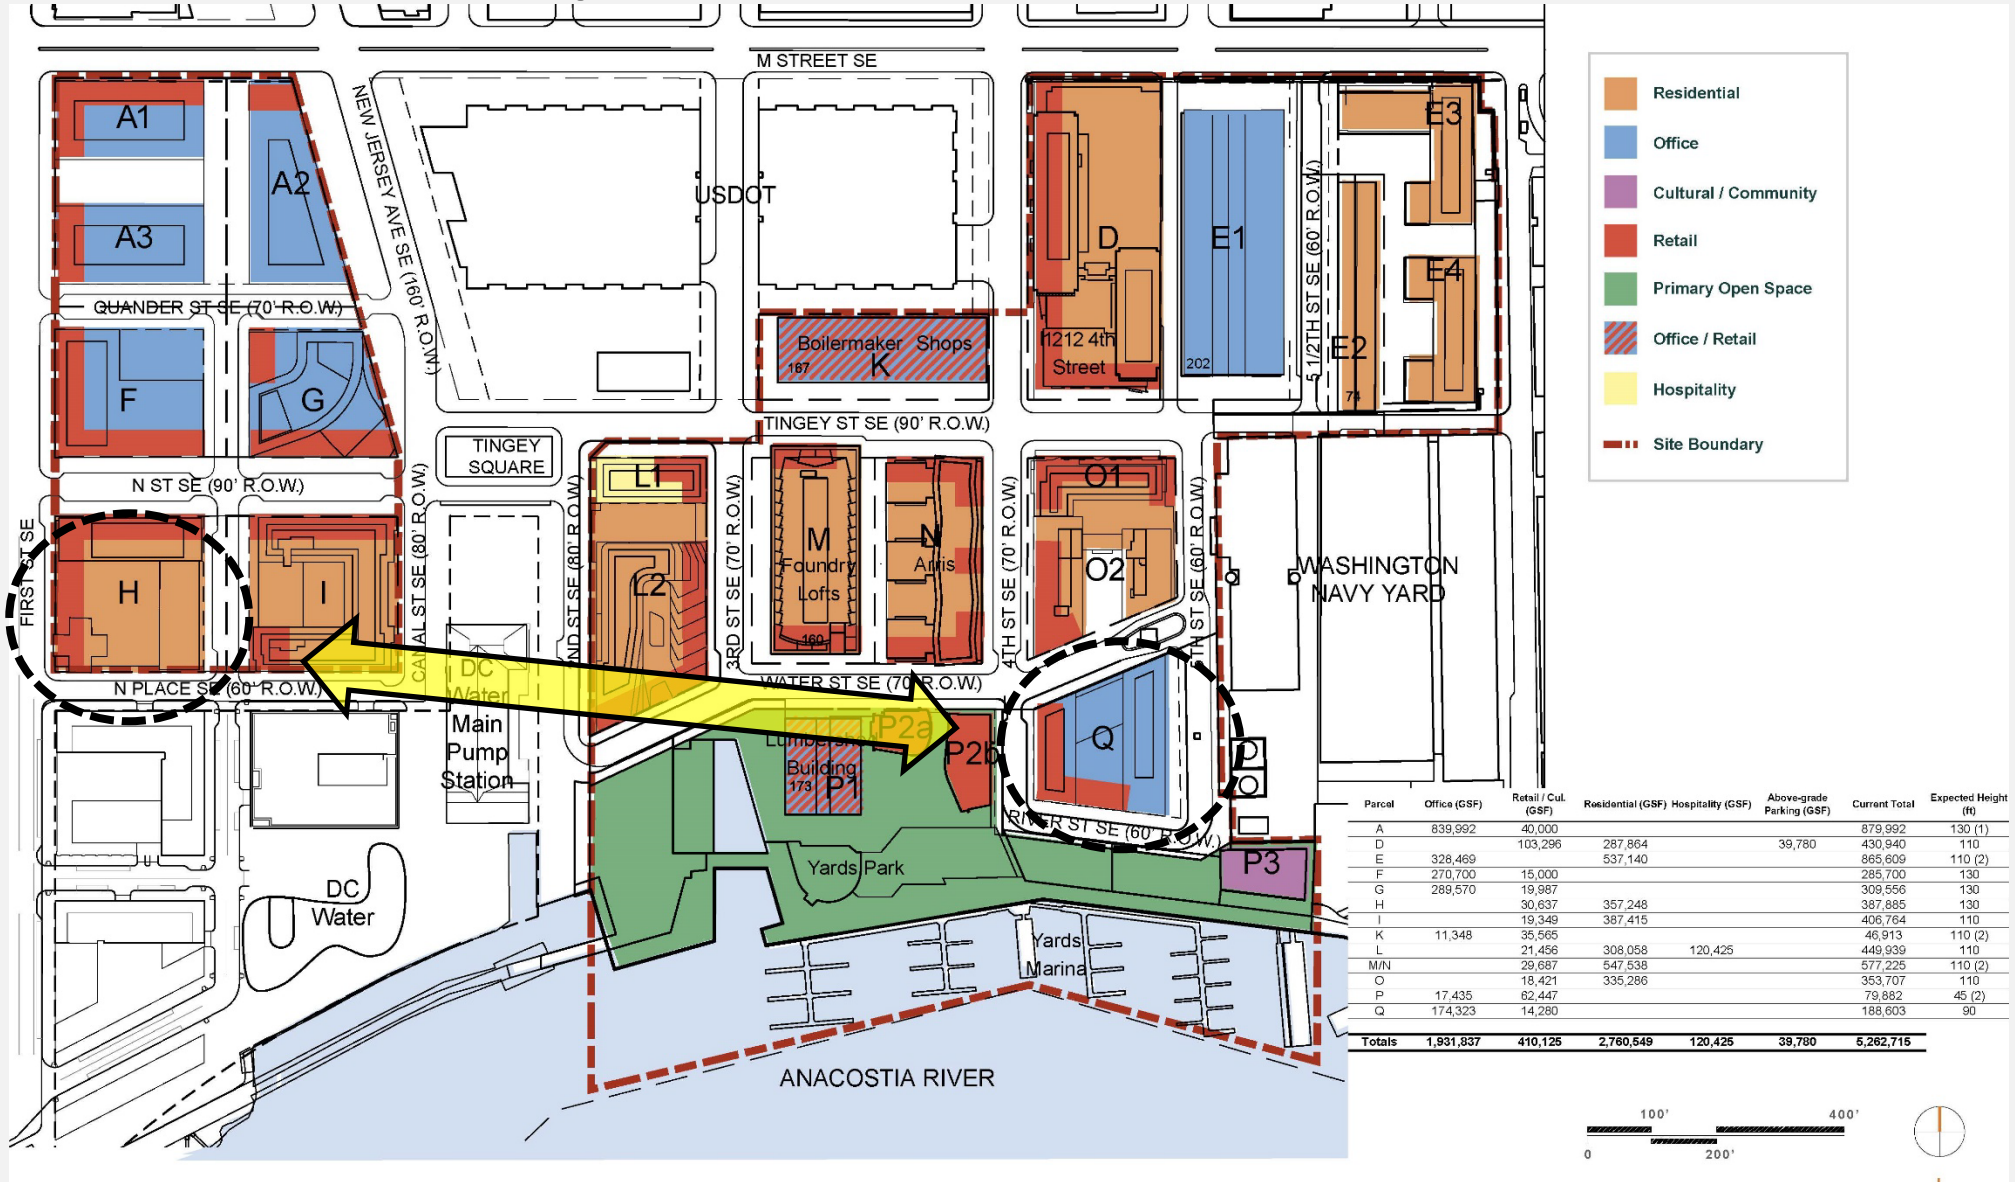 M STREET SE
A1
A2
A3
NEW JERSEY AVE SE (160' R.O.W.)
USDOT
D
E1
E3
E4
E2
5 1/2TH ST SE (60' R.O.W.)
202
74
1212 4th
Street
Boilermaker Shops
167
K
QUANDER ST SE (70' R.O.W.)
F
G
TINGEY ST SE (90' R.O.W.)
TINGEY
SQUARE
N ST SE (90' R.O.W.)
FIRST ST SE
H
I
CANAL ST SE (80' R.O.W.)
2ND ST SE (80' R.O.W.)
L1
L2
3RD ST SE (70' R.O.W.)
M
Foundry
Lofts
160
N
Arris
4TH ST SE (70' R.O.W.)
O1
O2
5TH ST SE (60' R.O.W.)
WASHINGTON
NAVY YARD
N PLACE SE (60' R.O.W.)
WATER ST SE (70' R.O.W.)
DC
Water
Main
Pump
Station
Building
173
P1
P2a
P2b
Q
RIVER ST SE (60' R.O.W.)
P3
Yards Park
DC
Water
Yards
Marina
ANACOSTIA RIVER
Residential
Office
Cultural / Community
Retail
Primary Open Space
Office / Retail
Hospitality
Site Boundary
Parcel Office (GSF) Retail / Cul. (GSF) Residential (GSF) Hospitality (GSF) Above-grade Parking (GSF) Current Total Expected Height (ft)
A 839,992 40,000 879,992 130 (1)
D 103,296 287,864 39,780 430,940 110
E 328,469 537,140 865,609 110 (2)
F 270,700 15,000 285,700 130
G 289,570 19,987 309,556 130
H 30,637 357,248 387,885 130
I 19,349 387,415 406,764 110
K 11,348 35,565 46,913 110 (2)
L 21,456 308,058 120,425 449,939 110
M/N 29,687 547,538 577,225 110 (2)
O 18,421 335,286 353,707 110
P 17,435 62,447 79,882 45 (2)
Q 174,323 14,280 188,603 90
Totals 1,931,837 410,125 2,760,549 120,425 39,780 5,262,715
100' 400'
0 200'